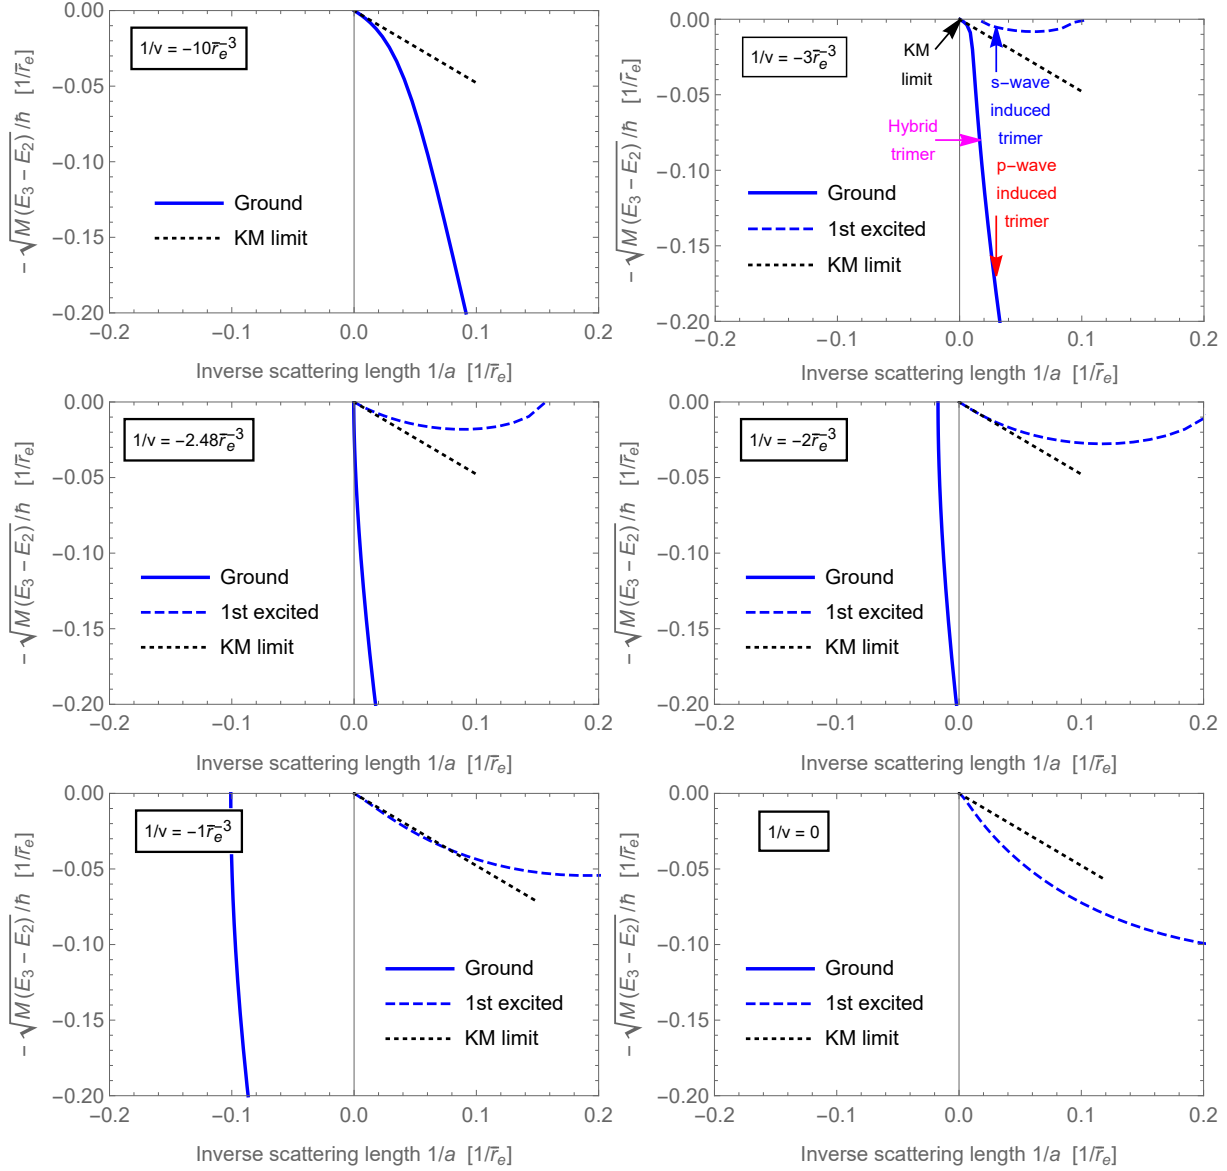 0.00
−0.05
−0.10
−0.15
−0.20
−0.2
−0.1
0.0
0.1
0.2
− √M (E₃ − E₂) / ħ [1/r̄ₑ]
1/v = −10r̄ₑ⁻³
Ground
KM limit
Inverse scattering length 1/a [1/r̄ₑ]
0.00
−0.05
−0.10
−0.15
−0.20
−0.2
−0.1
0.0
0.1
0.2
− √M (E₃ − E₂) / ħ [1/r̄ₑ]
1/v = −3r̄ₑ⁻³
KM
limit
s−wave
induced
trimer
Hybrid
trimer
p−wave
induced
trimer
Ground
1st excited
KM limit
Inverse scattering length 1/a [1/r̄ₑ]
0.00
−0.05
−0.10
−0.15
−0.20
−0.2
−0.1
0.0
0.1
0.2
− √M (E₃ − E₂) / ħ [1/r̄ₑ]
1/v = −2.48r̄ₑ⁻³
Ground
1st excited
KM limit
Inverse scattering length 1/a [1/r̄ₑ]
0.00
−0.05
−0.10
−0.15
−0.20
−0.2
−0.1
0.0
0.1
0.2
− √M (E₃ − E₂) / ħ [1/r̄ₑ]
1/v = −2r̄ₑ⁻³
Ground
1st excited
KM limit
Inverse scattering length 1/a [1/r̄ₑ]
0.00
−0.05
−0.10
−0.15
−0.20
−0.2
−0.1
0.0
0.1
0.2
− √M (E₃ − E₂) / ħ [1/r̄ₑ]
1/v = −1r̄ₑ⁻³
Ground
1st excited
KM limit
Inverse scattering length 1/a [1/r̄ₑ]
0.00
−0.05
−0.10
−0.15
−0.20
−0.2
−0.1
0.0
0.1
0.2
− √M (E₃ − E₂) / ħ [1/r̄ₑ]
1/v = 0
Ground
1st excited
KM limit
Inverse scattering length 1/a [1/r̄ₑ]